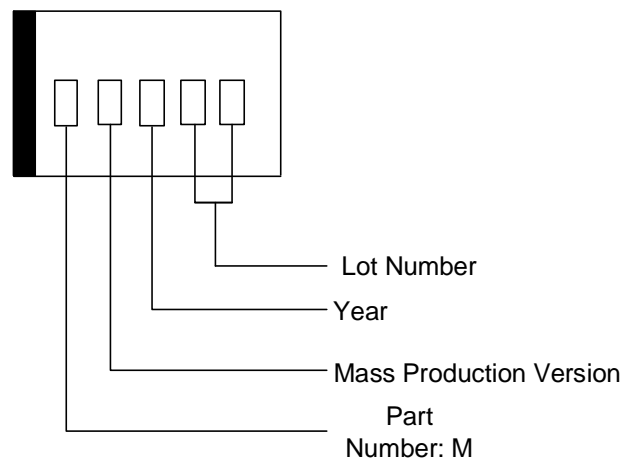 Lot Number
Year
Mass Production Version
Part
Number: M